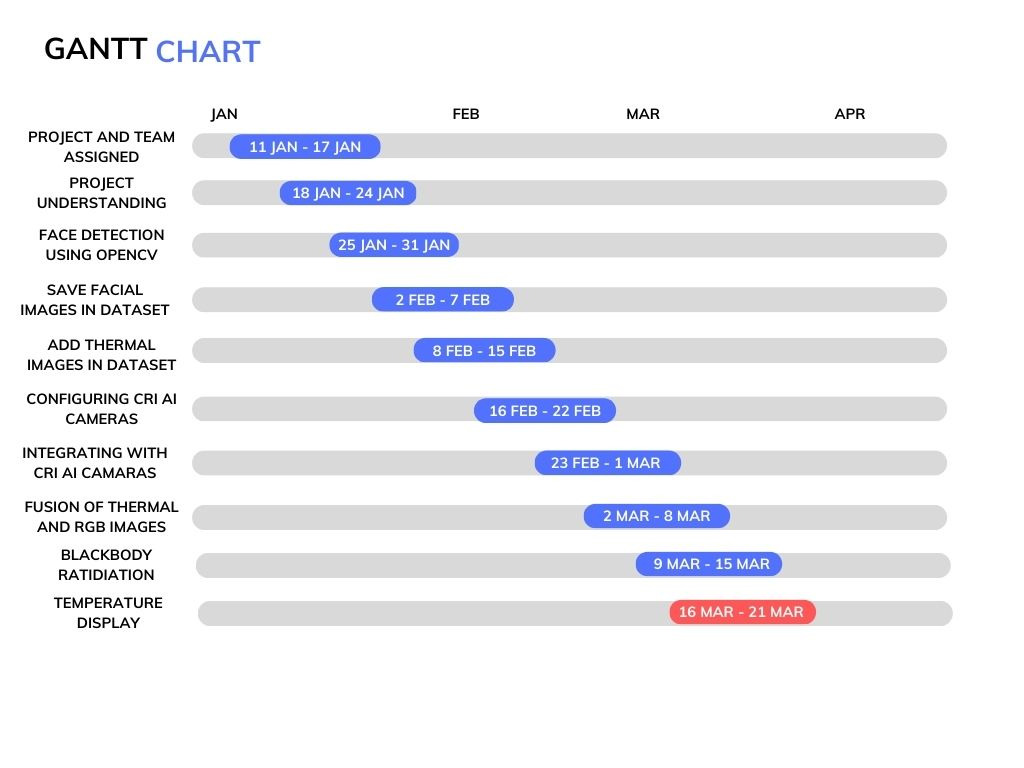 GANTT CHART
JAN FEB MAR APR
PROJECT AND TEAM
ASSIGNED
11 JAN - 17 JAN
PROJECT
UNDERSTANDING
18 JAN - 24 JAN
FACE DETECTION
USING OPENCV
25 JAN - 31 JAN
SAVE FACIAL
IMAGES IN DATASET
2 FEB - 7 FEB
ADD THERMAL
IMAGES IN DATASET
8 FEB - 15 FEB
CONFIGURING CRI AI
CAMERAS
16 FEB - 22 FEB
INTEGRATING WITH
CRI AI CAMARAS
23 FEB - 1 MAR
FUSION OF THERMAL
AND RGB IMAGES
2 MAR - 8 MAR
BLACKBODY
RATIDIATION
9 MAR - 15 MAR
TEMPERATURE
DISPLAY
16 MAR - 21 MAR